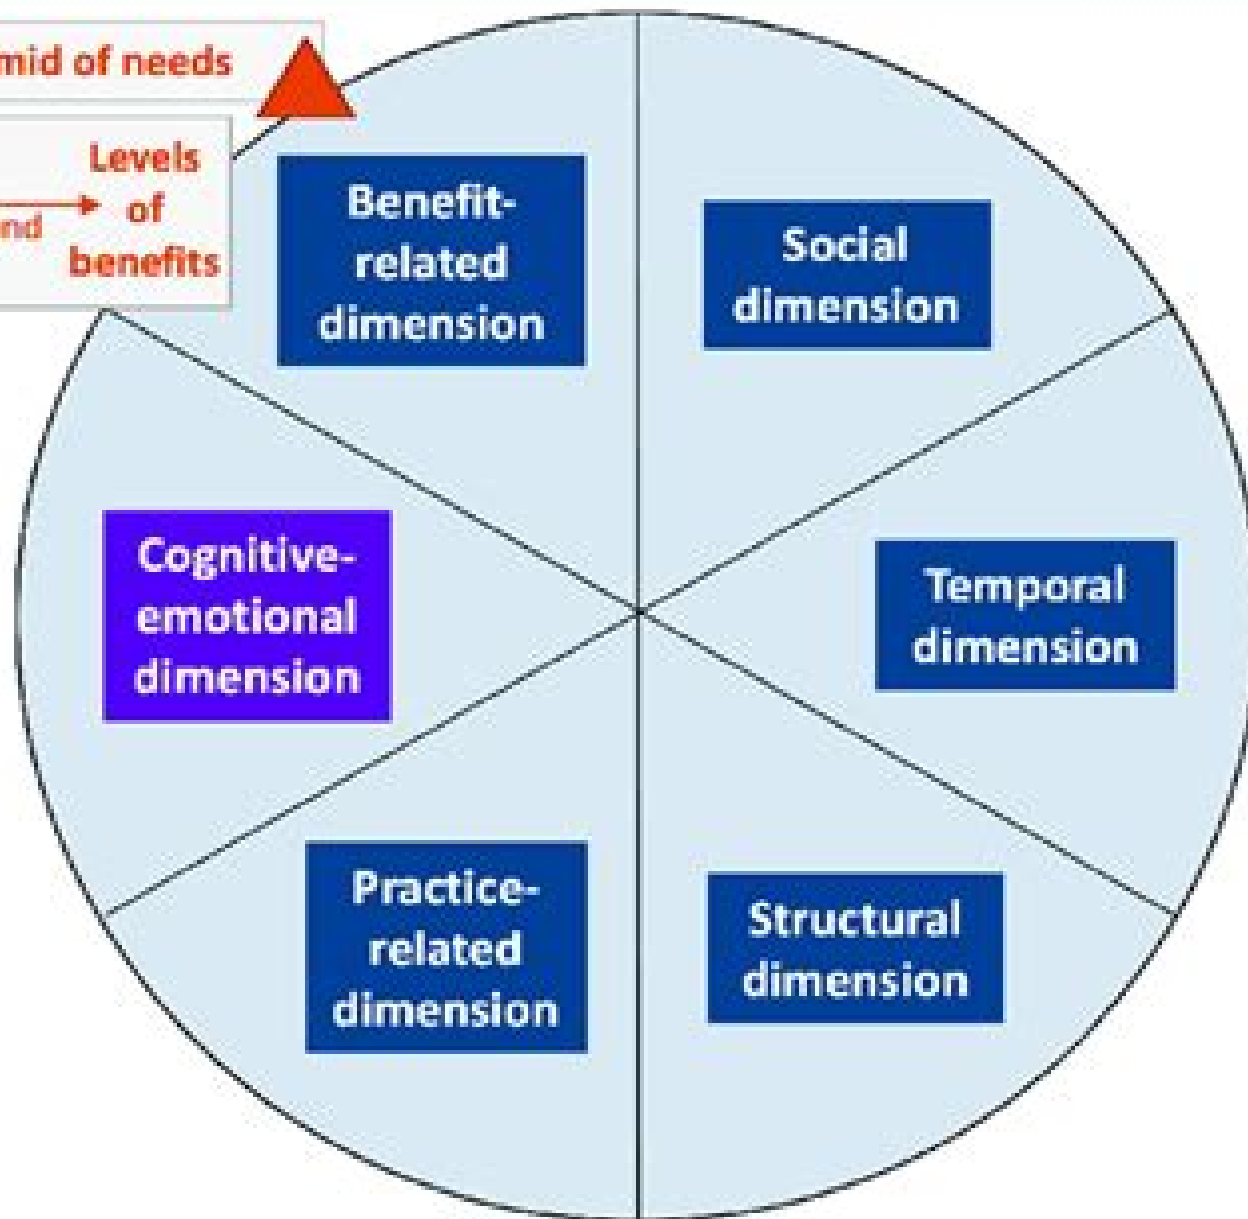 mid of needs
Levels
of
nd
benefits
Benefit-
related
dimension
Social
dimension
Cognitive-
emotional
dimension
Temporal
dimension
Practice-
related
dimension
Structural
dimension